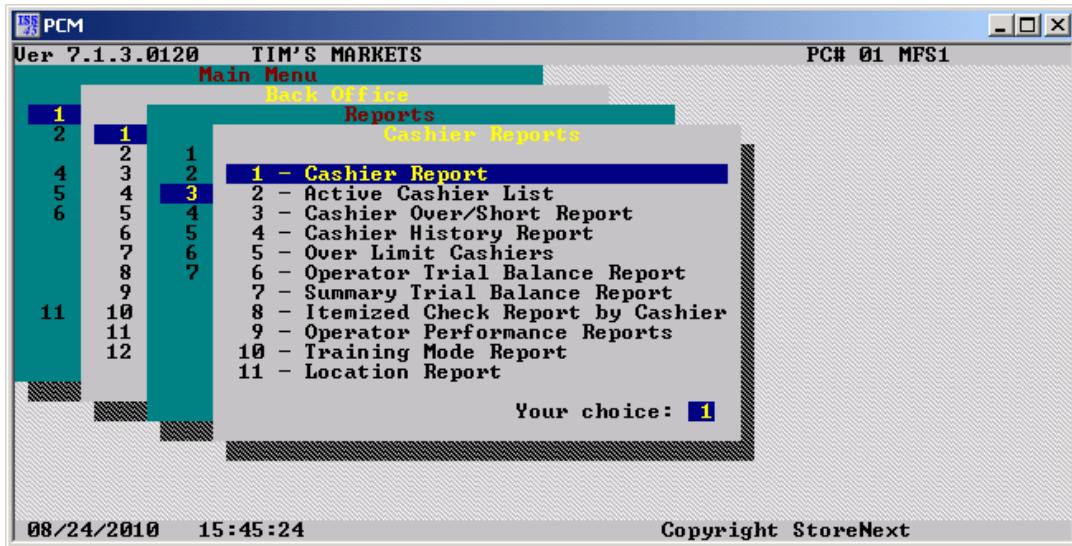 ISS 45 PCM
Ver 7.1.3.0120 TIM'S MARKETS PC# 01 MFS1
Main Menu
Back Office
1 Reports
2 1 Cashier Reports
2 1
4 3 2 1 - Cashier Report
5 4 3 2 - Active Cashier List
6 5 4 3 - Cashier Over/Short Report
6 5 4 - Cashier History Report
7 6 5 - Over Limit Cashiers
8 7 6 - Operator Trial Balance Report
9 7 - Summary Trial Balance Report
11 10 8 - Itemized Check Report by Cashier
11 9 - Operator Performance Reports
12 10 - Training Mode Report
11 - Location Report
Your choice: 1
08/24/2010 15:45:24 Copyright StoreNext